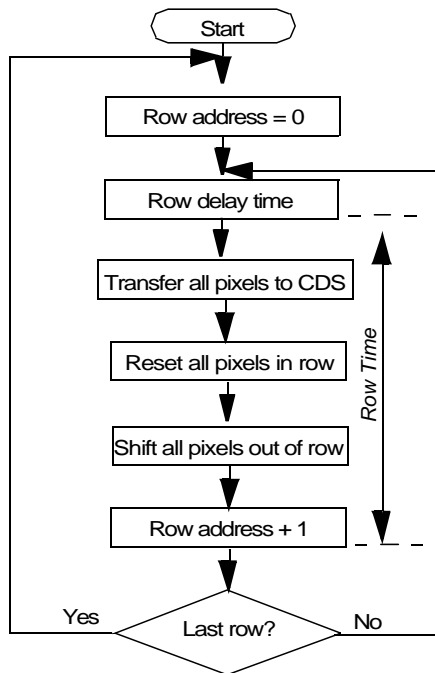 Start
Row address = 0
Row delay time
Transfer all pixels to CDS
Reset all pixels in row
Row Time
Shift all pixels out of row
Row address + 1
Yes
Last row?
No